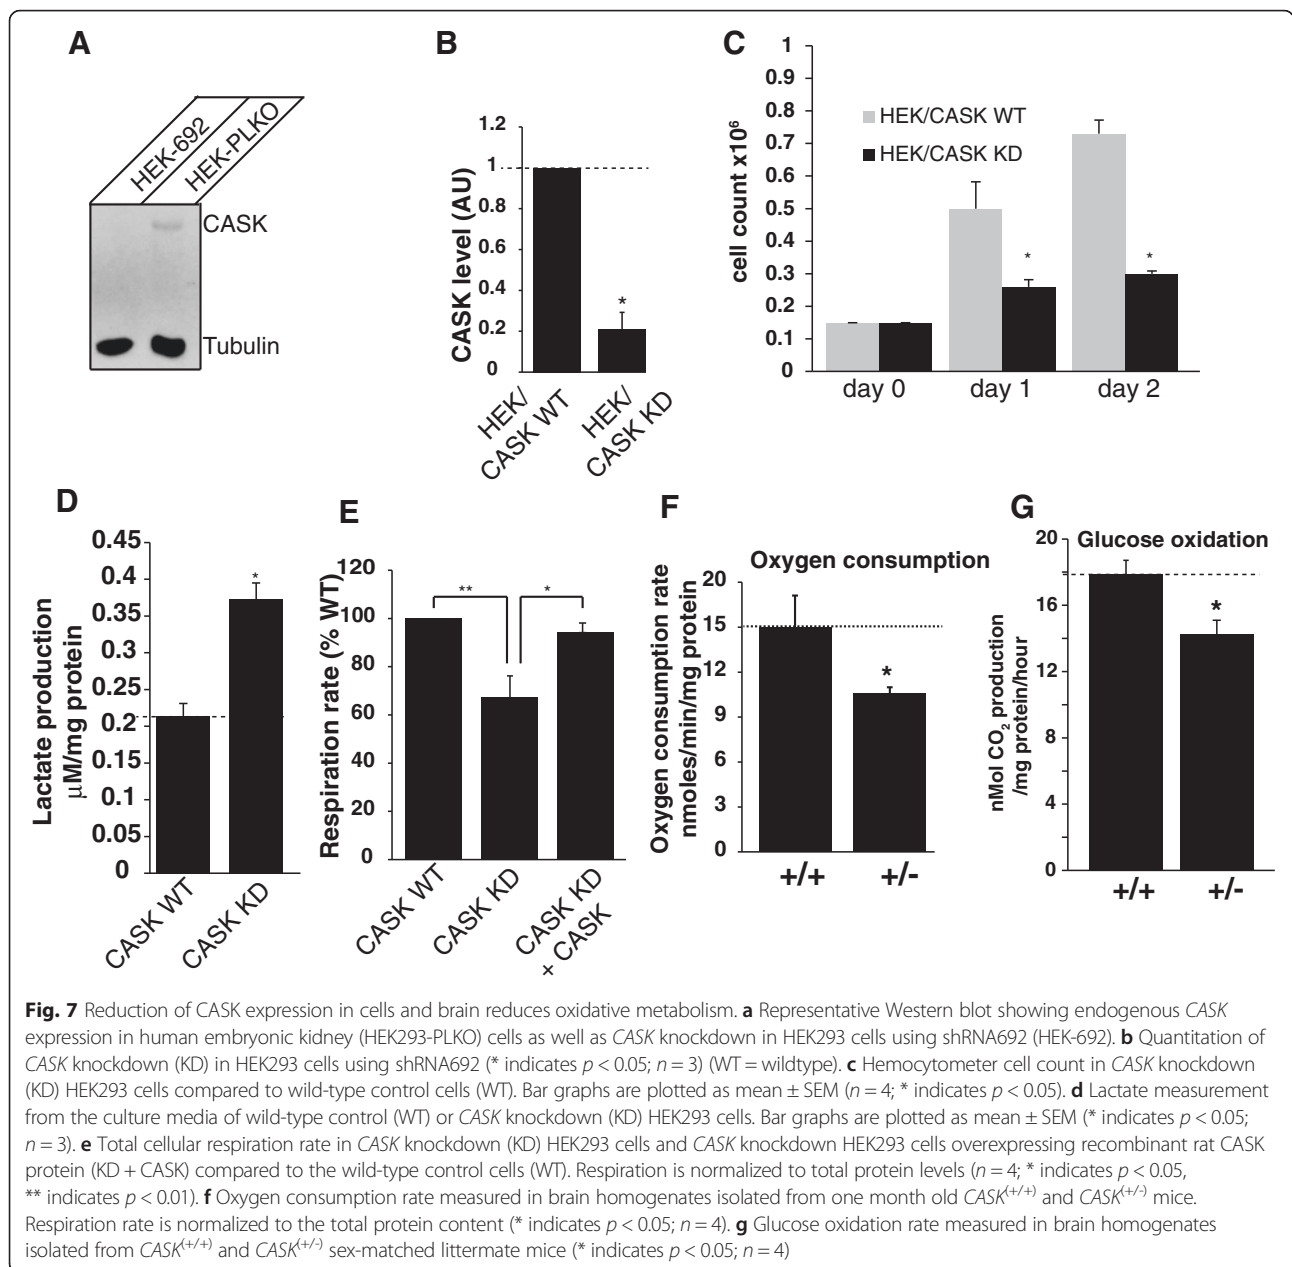 A
HEK-692
HEK-PLKO
CASK
Tubulin
B
CASK level (AU)
1.2
1
0.8
0.6
0.4
0.2
0
*
HEK/
CASK WT
HEK/
CASK KD
C
cell count x10⁶
1
0.9
0.8
0.7
0.6
0.5
0.4
0.3
0.2
0.1
0
HEK/CASK WT
HEK/CASK KD
*
*
day 0
day 1
day 2
D
Lactate production
µM/mg protein
0.45
0.4
0.35
0.3
0.25
0.2
0.15
0.1
0.05
0
*
CASK WT
CASK KD
E
Respiration rate (% WT)
120
100
80
60
40
20
0
**
*
CASK WT
CASK KD
CASK KD
+ CASK
F
Oxygen consumption
Oxygen consumption rate
nmoles/min/mg protein
20
15
12
9
6
3
0
*
+/+
+/-
G
Glucose oxidation
nMol CO₂ production
/mg protein/hour
20
16
12
18
4
0
*
+/+
+/-
Fig. 7 Reduction of CASK expression in cells and brain reduces oxidative metabolism. a Representative Western blot showing endogenous CASK
expression in human embryonic kidney (HEK293-PLKO) cells as well as CASK knockdown in HEK293 cells using shRNA692 (HEK-692). b Quantitation of
CASK knockdown (KD) in HEK293 cells using shRNA692 (* indicates p < 0.05; n = 3) (WT = wildtype). c Hemocytometer cell count in CASK knockdown
(KD) HEK293 cells compared to wild-type control cells (WT). Bar graphs are plotted as mean ± SEM (n = 4; * indicates p < 0.05). d Lactate measurement
from the culture media of wild-type control (WT) or CASK knockdown (KD) HEK293 cells. Bar graphs are plotted as mean ± SEM (* indicates p < 0.05;
n = 3). e Total cellular respiration rate in CASK knockdown (KD) HEK293 cells and CASK knockdown HEK293 cells overexpressing recombinant rat CASK
protein (KD + CASK) compared to the wild-type control cells (WT). Respiration is normalized to total protein levels (n = 4; * indicates p < 0.05,
** indicates p < 0.01). f Oxygen consumption rate measured in brain homogenates isolated from one month old CASK⁽⁺/⁺⁾ and CASK⁽⁺/⁻⁾ mice.
Respiration rate is normalized to the total protein content (* indicates p < 0.05; n = 4). g Glucose oxidation rate measured in brain homogenates
isolated from CASK⁽⁺/⁺⁾ and CASK⁽⁺/⁻⁾ sex-matched littermate mice (* indicates p < 0.05; n = 4)